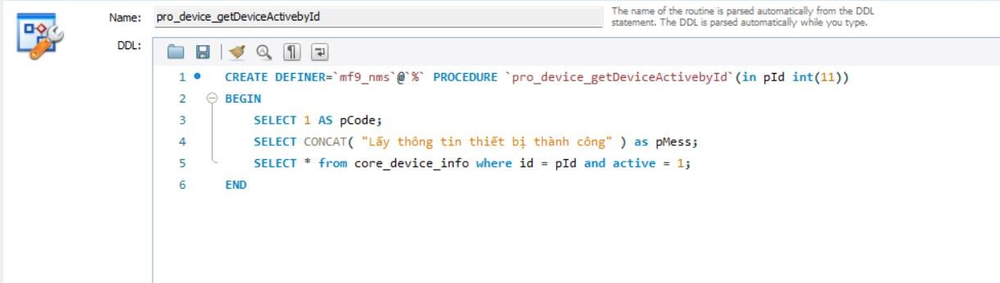 Name: pro_device_getDeviceActivebyId
The name of the routine is parsed automatically from the DDL
statement. The DDL is parsed automatically while you type.
DDL:
1 CREATE DEFINER=`mf9_nms`@`%` PROCEDURE `pro_device_getDeviceActivebyId`(in pId int(11))
2 BEGIN
3 SELECT 1 AS pCode;
4 SELECT CONCAT( "Lấy thông tin thiết bị thành công" ) as pMess;
5 SELECT * from core_device_info where id = pId and active = 1;
6 END